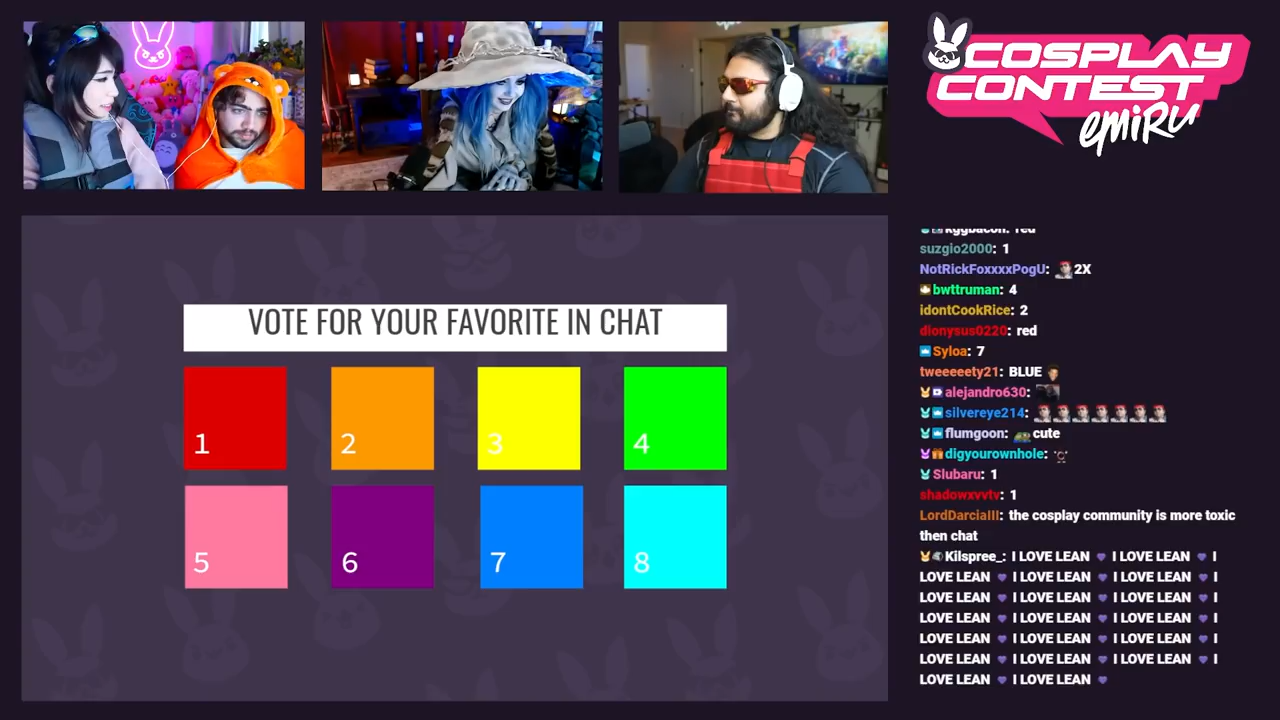 COSPLAY
CONTEST
emiru
VOTE FOR YOUR FAVORITE IN CHAT
1
2
3
4
5
6
7
8
kggbacon: red
suzgio2000: 1
NotRickFoxxxxPogU: 2X
bwttruman: 4
idontCookRice: 2
dionysus0220: red
Syloa: 7
tweeeeety21: BLUE
alejandro630:
silvereye214:
flumgoon: cute
digyourownhole:
Slubaru: 1
shadowxvvtv: 1
LordDarciaIII: the cosplay community is more toxic
then chat
Kilspree_: I LOVE LEAN 💜 I LOVE LEAN 💜 I
LOVE LEAN 💜 I LOVE LEAN 💜 I LOVE LEAN 💜 I
LOVE LEAN 💜 I LOVE LEAN 💜 I LOVE LEAN 💜 I
LOVE LEAN 💜 I LOVE LEAN 💜 I LOVE LEAN 💜 I
LOVE LEAN 💜 I LOVE LEAN 💜 I LOVE LEAN 💜 I
LOVE LEAN 💜 I LOVE LEAN 💜 I LOVE LEAN 💜 I
LOVE LEAN 💜 I LOVE LEAN 💜